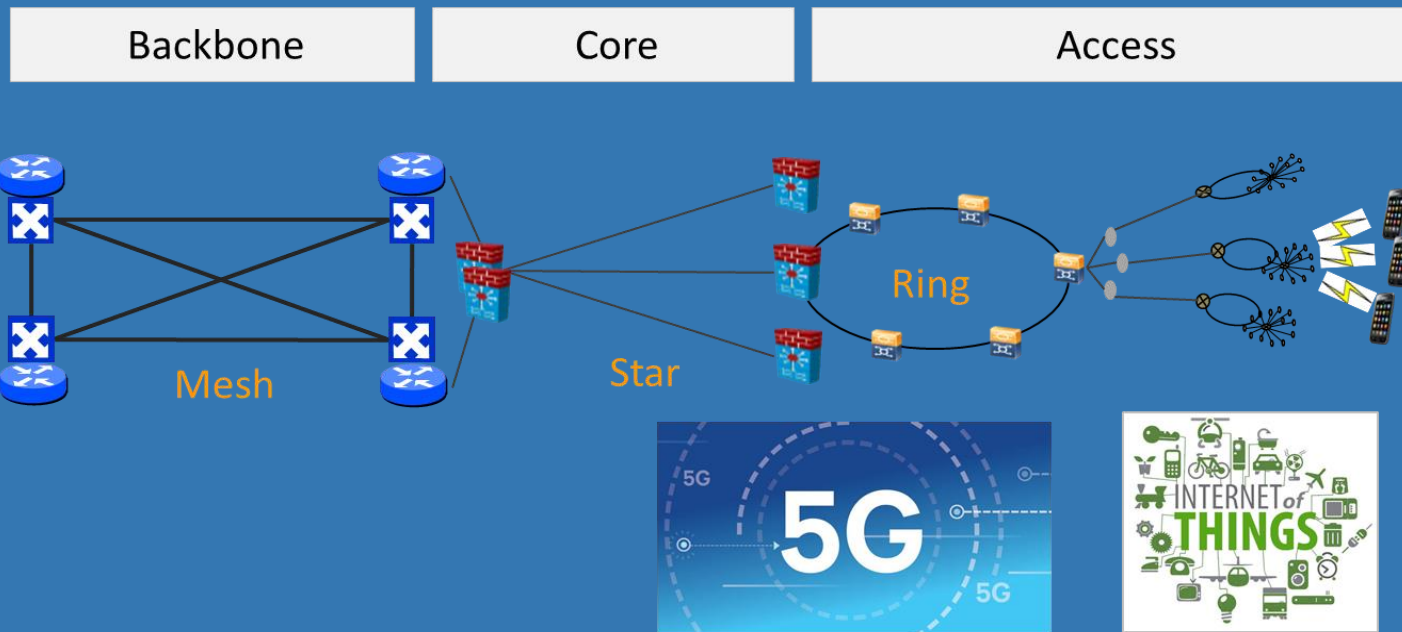 Backbone
Core
Access
Mesh
Star
Ring
5G
5G
5G
INTERNET of
THINGS